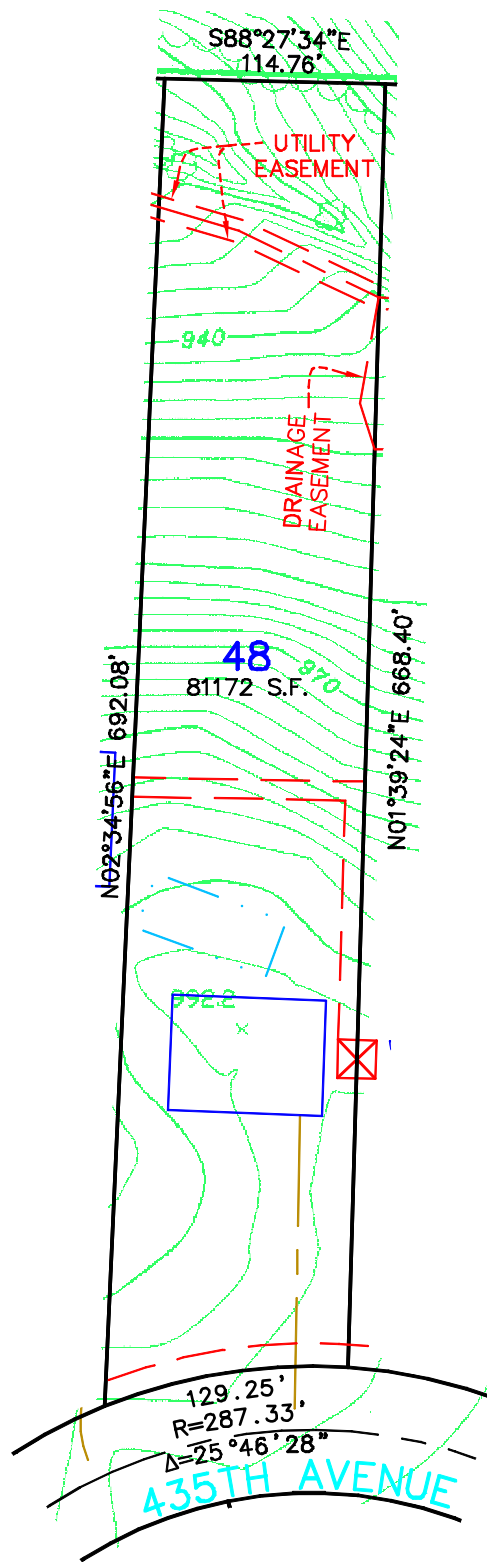 S88°27'34"E
114.76'
UTILITY
EASEMENT
940
DRAINAGE
EASEMENT
48
81172 S.F.
970
N02°34'56"E 692.08'
N01°39'24"E 668.40'
992.2
129.25'
R=287.33'
Δ=25°46'28"
435TH AVENUE